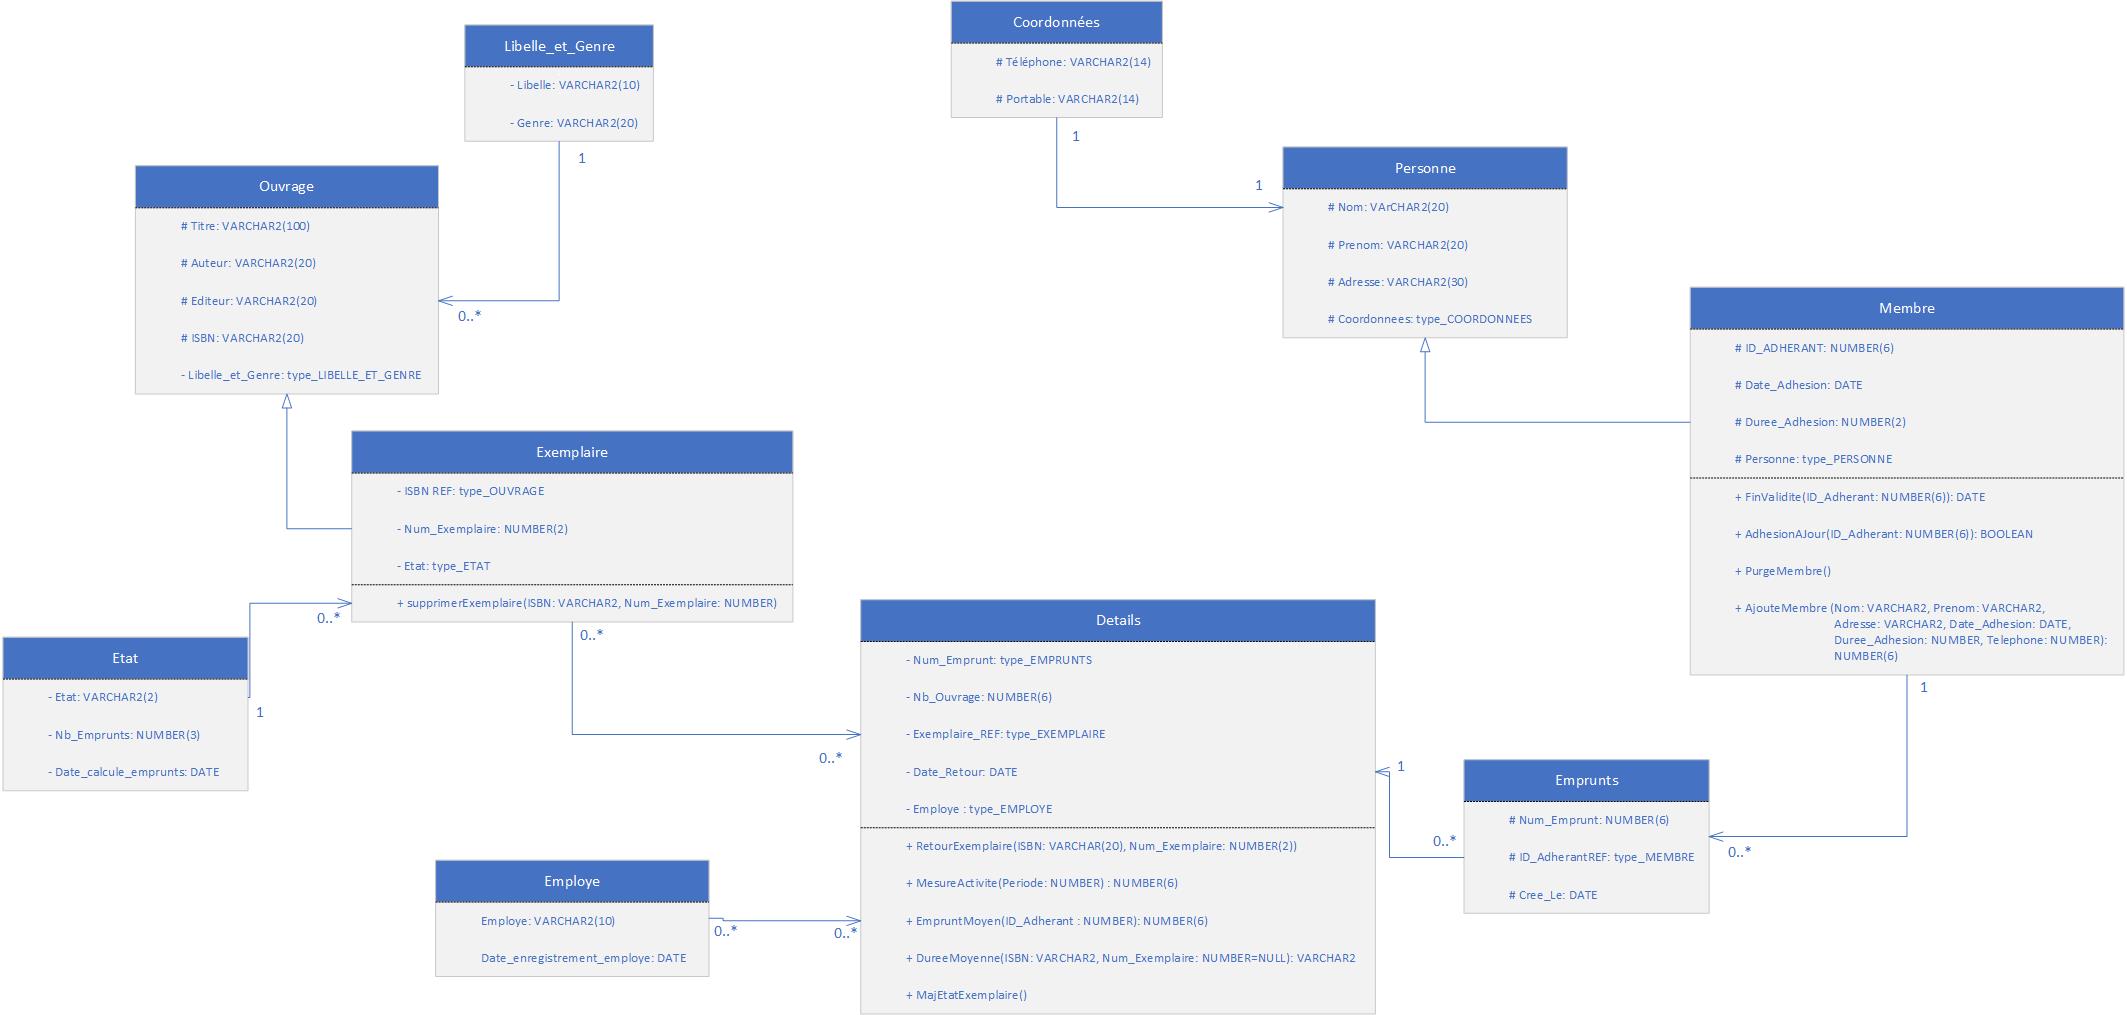 Coordonnées
# Téléphone: VARCHAR2(14)
# Portable: VARCHAR2(14)
1
Libelle_et_Genre
- Libelle: VARCHAR2(10)
- Genre: VARCHAR2(20)
1
Ouvrage
# Titre: VARCHAR2(100)
# Auteur: VARCHAR2(20)
# Editeur: VARCHAR2(20)
# ISBN: VARCHAR2(20)
- Libelle_et_Genre: type_LIBELLE_ET_GENRE
0..*
Personne
# Nom: VArCHAR2(20)
# Prenom: VARCHAR2(20)
# Adresse: VARCHAR2(30)
# Coordonnees: type_COORDONNEES
1
Membre
# ID_ADHERANT: NUMBER(6)
# Date_Adhesion: DATE
# Duree_Adhesion: NUMBER(2)
# Personne: type_PERSONNE
+ FinValidite(ID_Adherant: NUMBER(6)): DATE
+ AdhesionAJour(ID_Adherant: NUMBER(6)): BOOLEAN
+ PurgeMembre()
+ AjouteMembre (Nom: VARCHAR2, Prenom: VARCHAR2,
Adresse: VARCHAR2, Date_Adhesion: DATE,
Duree_Adhesion: NUMBER, Telephone: NUMBER):
NUMBER(6)
1
Exemplaire
- ISBN REF: type_OUVRAGE
- Num_Exemplaire: NUMBER(2)
- Etat: type_ETAT
+ supprimerExemplaire(ISBN: VARCHAR2, Num_Exemplaire: NUMBER)
0..*
0..*
Etat
- Etat: VARCHAR2(2)
- Nb_Emprunts: NUMBER(3)
- Date_calcule_emprunts: DATE
1
Details
- Num_Emprunt: type_EMPRUNTS
- Nb_Ouvrage: NUMBER(6)
- Exemplaire_REF: type_EXEMPLAIRE
- Date_Retour: DATE
- Employe : type_EMPLOYE
+ RetourExemplaire(ISBN: VARCHAR(20), Num_Exemplaire: NUMBER(2))
+ MesureActivite(Periode: NUMBER) : NUMBER(6)
+ EmpruntMoyen(ID_Adherant : NUMBER): NUMBER(6)
+ DureeMoyenne(ISBN: VARCHAR2, Num_Exemplaire: NUMBER=NULL): VARCHAR2
+ MajEtatExemplaire()
0..*
1
0..*
Emprunts
# Num_Emprunt: NUMBER(6)
# ID_AdherantREF: type_MEMBRE
# Cree_Le: DATE
0..*
Employe
Employe: VARCHAR2(10)
Date_enregistrement_employe: DATE
0..*
0..*